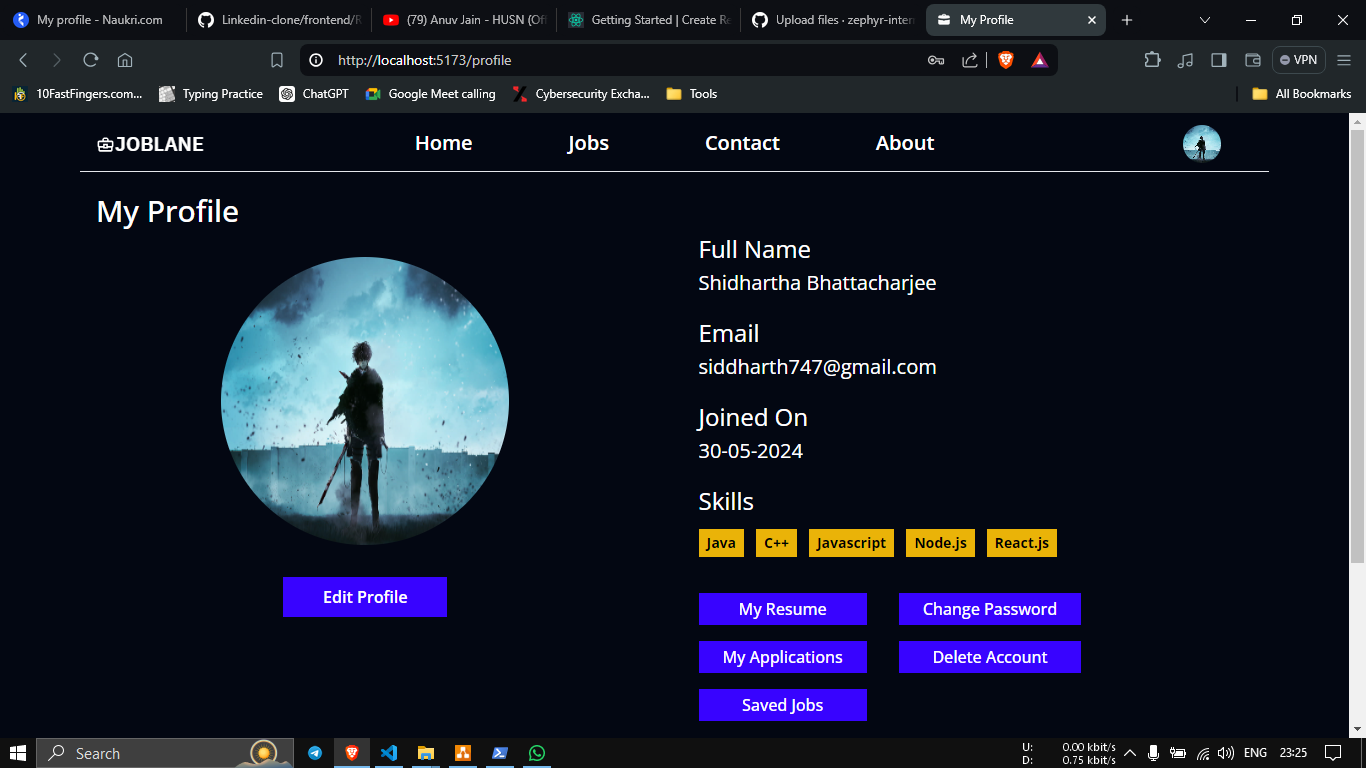 My profile - Naukri.com
Linkedin-clone/frontend/R
(79) Anuv Jain - HUSN (Off
Getting Started | Create Re
Upload files · zephyr-inter
My Profile
http://localhost:5173/profile
VPN
10FastFingers.com...
Typing Practice
ChatGPT
Google Meet calling
Cybersecurity Excha...
Tools
All Bookmarks
JOBLANE
Home
Jobs
Contact
About
My Profile
Full Name
Shidhartha Bhattacharjee
Email
siddharth747@gmail.com
Joined On
30-05-2024
Skills
Java C++ Javascript Node.js React.js
Edit Profile
My Resume
Change Password
My Applications
Delete Account
Saved Jobs
Search
U: 0.00 kbit/s
D: 0.75 kbit/s
ENG
23:25